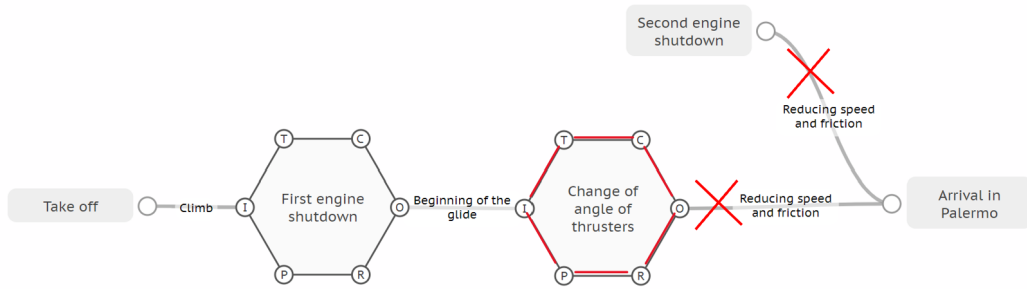 Second engine
shutdown
Reducing speed
and friction
T
C
T
C
Take off
Climb
I
First engine
shutdown
O
Beginning of the
glide
I
Change of
angle of
thrusters
O
Reducing speed
and friction
Arrival in
Palermo
P
R
P
R